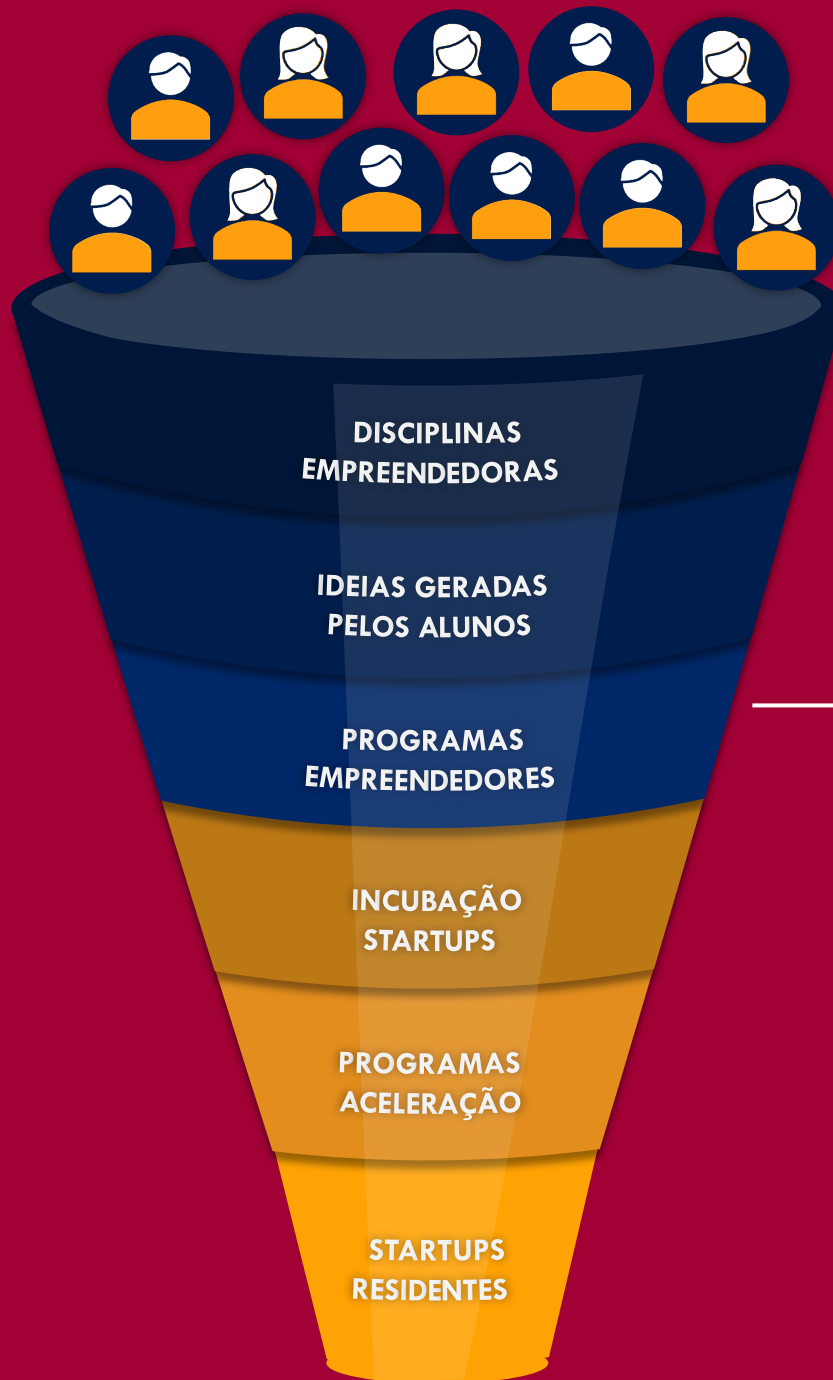 DISCIPLINAS
EMPREENDEDORAS
IDEIAS GERADAS
PELOS ALUNOS
PROGRAMAS
EMPREENDEDORES
INCUBAÇÃO
STARTUPS
PROGRAMAS
ACELERAÇÃO
STARTUPS
RESIDENTES